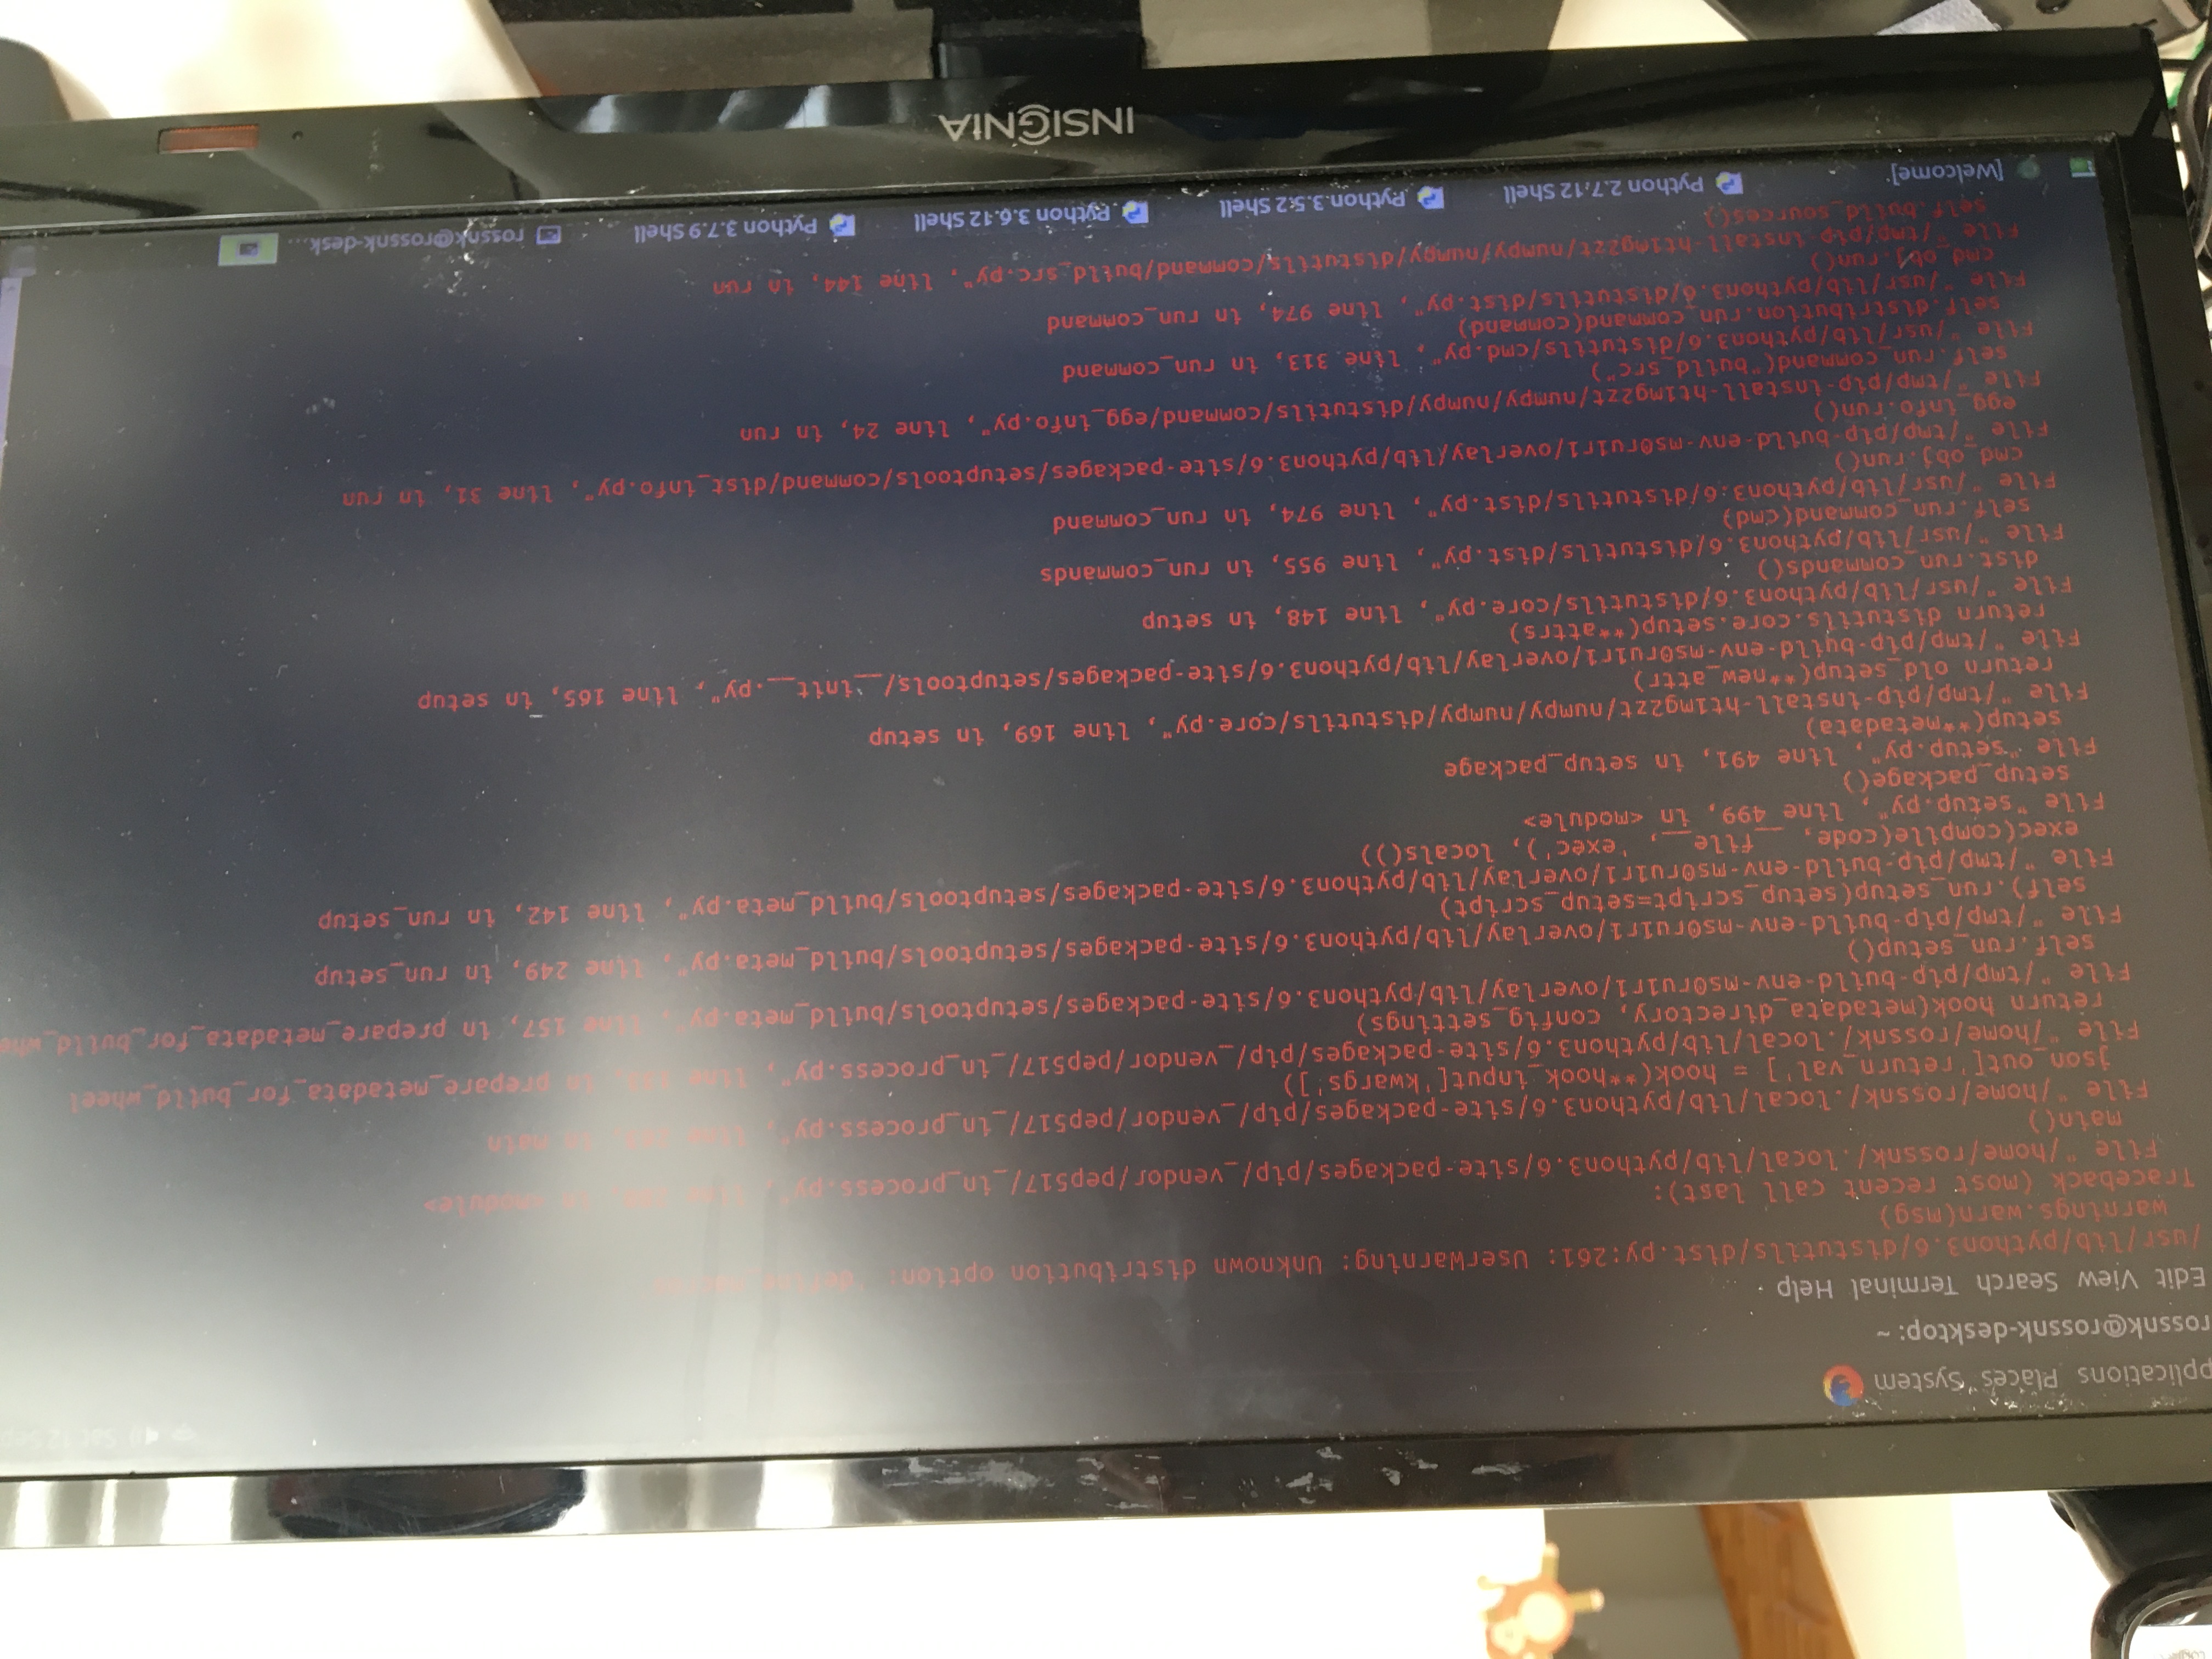 pplications Places System
rossnk@rossnk-desktop: ~
Edit View Search Terminal Help
/usr/lib/python3.6/distutils/dist.py:261: UserWarning: Unknown distribution option:
warnings.warn(msg)
Traceback (most recent call last):
File "/home/rossnk/.local/lib/python3.6/site-packages/pip/_vendor/pep517/_in_process.py", line in <module>
main()
File "/home/rossnk/.local/lib/python3.6/site-packages/pip/_vendor/pep517/_in_process.py", line in main
json_out['return_val'] = hook(**hook_input['kwargs'])
File "/home/rossnk/.local/lib/python3.6/site-packages/pip/_vendor/pep517/_in_process.py", line in prepare_metadata_for_build_wheel
return hook(metadata_directory, config_settings)
File "/tmp/pip-build-env-ms0ru1r1/overlay/lib/python3.6/site-packages/setuptools/build_meta.py", line 157, in prepare_metadata_for_build_whe
self.run_setup()
File "/tmp/pip-build-env-ms0ru1r1/overlay/lib/python3.6/site-packages/setuptools/build_meta.py", line 249, in run_setup
self).run_setup(setup_script=setup_script)
File "/tmp/pip-build-env-ms0ru1r1/overlay/lib/python3.6/site-packages/setuptools/build_meta.py", line 142, in run_setup
exec(compile(code, __file__, 'exec'), locals())
File "setup.py", line 499, in <module>
setup_package()
File "setup.py", line 491, in setup_package
setup(**metadata)
File "/tmp/pip-install-ht1mg2zt/numpy/numpy/distutils/core.py", line 169, in setup
return old_setup(**new_attr)
File "/tmp/pip-build-env-ms0ru1r1/overlay/lib/python3.6/site-packages/setuptools/__init__.py", line 165, in setup
return distutils.core.setup(**attrs)
File "/usr/lib/python3.6/distutils/core.py", line 148, in setup
dist.run_commands()
File "/usr/lib/python3.6/distutils/dist.py", line 955, in run_commands
self.run_command(cmd)
File "/usr/lib/python3.6/distutils/dist.py", line 974, in run_command
cmd_obj.run()
File "/tmp/pip-build-env-ms0ru1r1/overlay/lib/python3.6/site-packages/setuptools/command/dist_info.py", line 31, in run
egg_info.run()
File "/tmp/pip-install-ht1mg2zt/numpy/numpy/distutils/command/egg_info.py", line 24, in run
self.run_command("build_src")
File "/usr/lib/python3.6/distutils/cmd.py", line 313, in run_command
self.distribution.run_command(command)
File "/usr/lib/python3.6/distutils/dist.py", line 974, in run_command
cmd_obj.run()
File "/tmp/pip-install-ht1mg2zt/numpy/numpy/distutils/command/build_src.py", line 144, in run
self.build_sources()
[Welcome] Python 2.7.12 Shell Python 3.5.2 Shell Python 3.6.12 Shell Python 3.7.9 Shell rossnk@rossnk-desk...
INSIGNIA